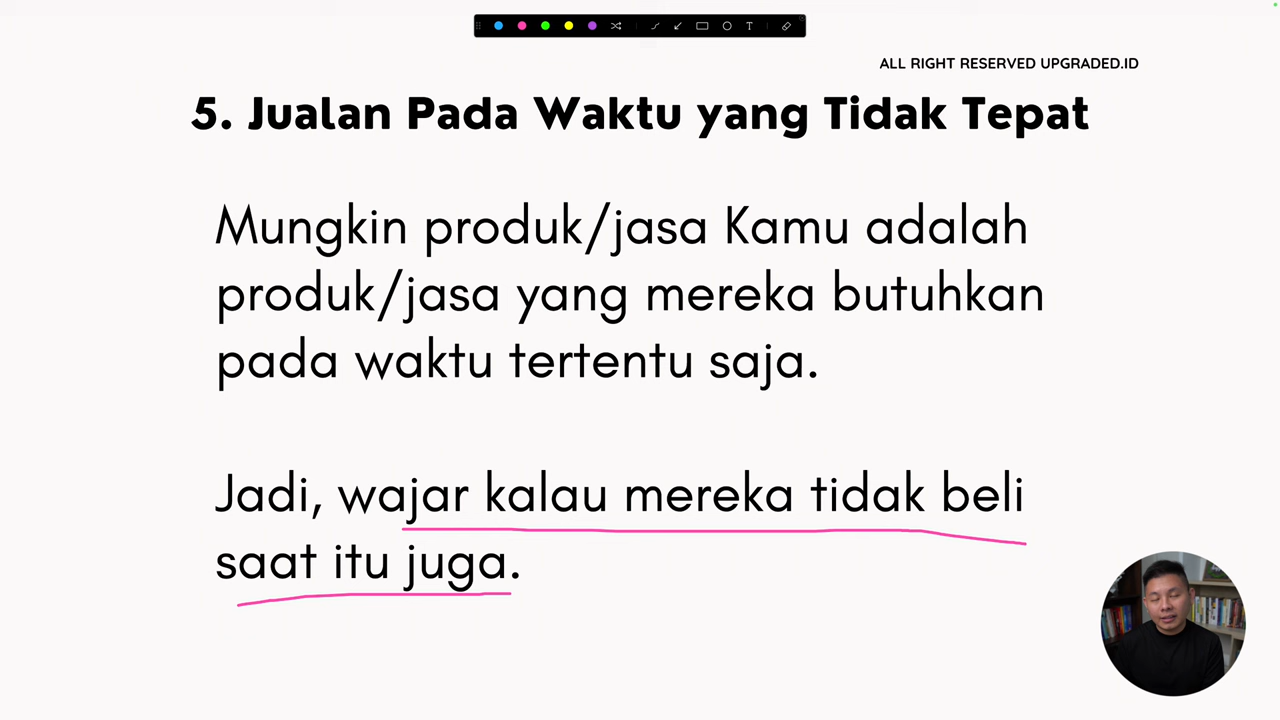 ALL RIGHT RESERVED UPGRADED.ID
5. Jualan Pada Waktu yang Tidak Tepat
Mungkin produk/jasa Kamu adalah
produk/jasa yang mereka butuhkan
pada waktu tertentu saja.
Jadi, wajar kalau mereka tidak beli
saat itu juga.